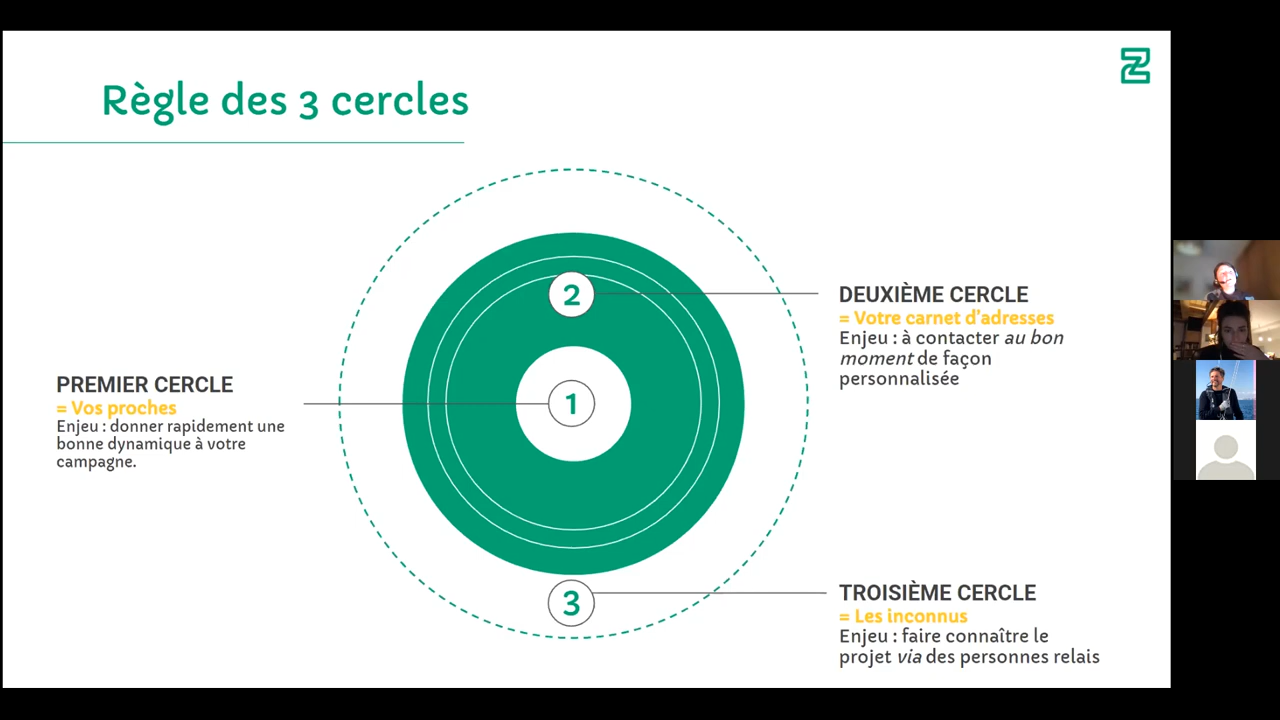 Règle des 3 cercles
2
DEUXIÈME CERCLE
= Votre carnet d'adresses
Enjeu : à contacter au bon
moment de façon
personnalisée
PREMIER CERCLE
= Vos proches
Enjeu : donner rapidement une
bonne dynamique à votre
campagne.
1
3
TROISIÈME CERCLE
= Les inconnus
Enjeu : faire connaître le
projet via des personnes relais